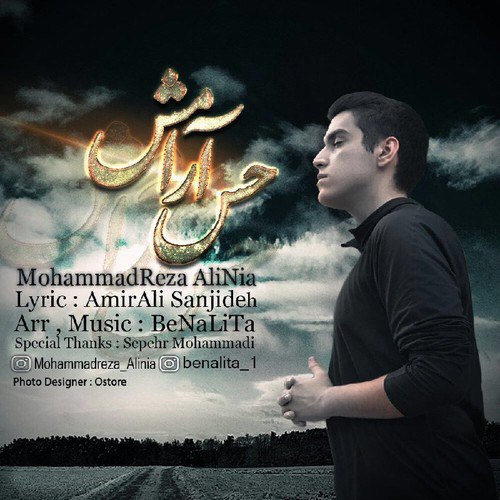 حس آرامش
MohammadReza AliNia
Lyric : AmirAli Sanjideh
Arr , Music : BeNaLiTa
Special Thanks : Sepehr Mohammadi
Mohammadreza_Alinia benalita_1
Photo Designer : Ostore